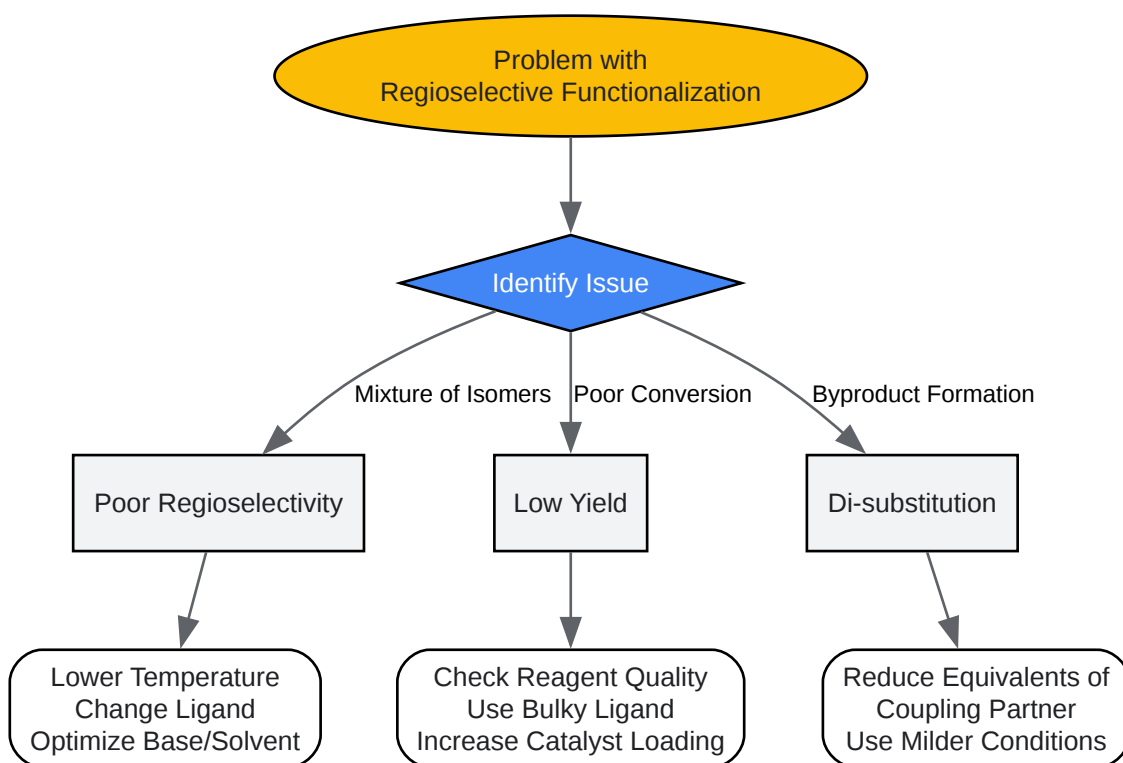 Problem with
Regioselective Functionalization
Identify Issue
Mixture of Isomers
Poor Conversion
Byproduct Formation
Poor Regioselectivity
Low Yield
Di-substitution
Lower Temperature
Change Ligand
Optimize Base/Solvent
Check Reagent Quality
Use Bulky Ligand
Increase Catalyst Loading
Reduce Equivalents of
Coupling Partner
Use Milder Conditions